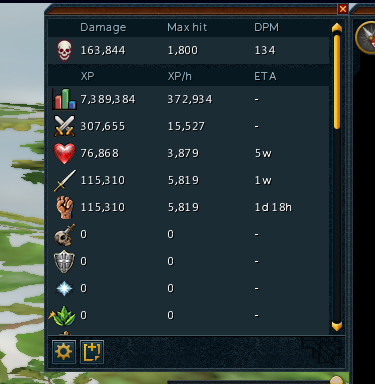 Damage Max hit DPM
163,844 1,800 134
XP XP/h ETA
7,389,384 372,934 -
307,655 15,527 -
76,868 3,879 5w
115,310 5,819 1w
115,310 5,819 1d 18h
0 0 -
0 0 -
0 0 -
0 0 -